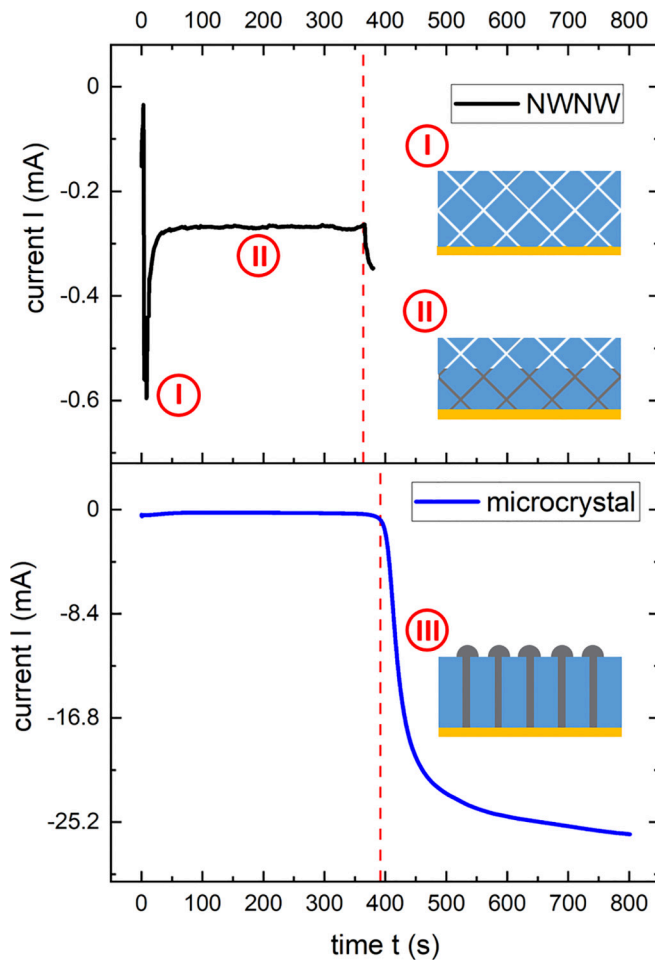 0 100 200 300 400 500 600 700 800
0
NWNW
I
-0.2
II
II
-0.4
I
-0.6
current I (mA)
0
microcrystal
-8.4
III
-16.8
-25.2
current I (mA)
0 100 200 300 400 500 600 700 800
time t (s)